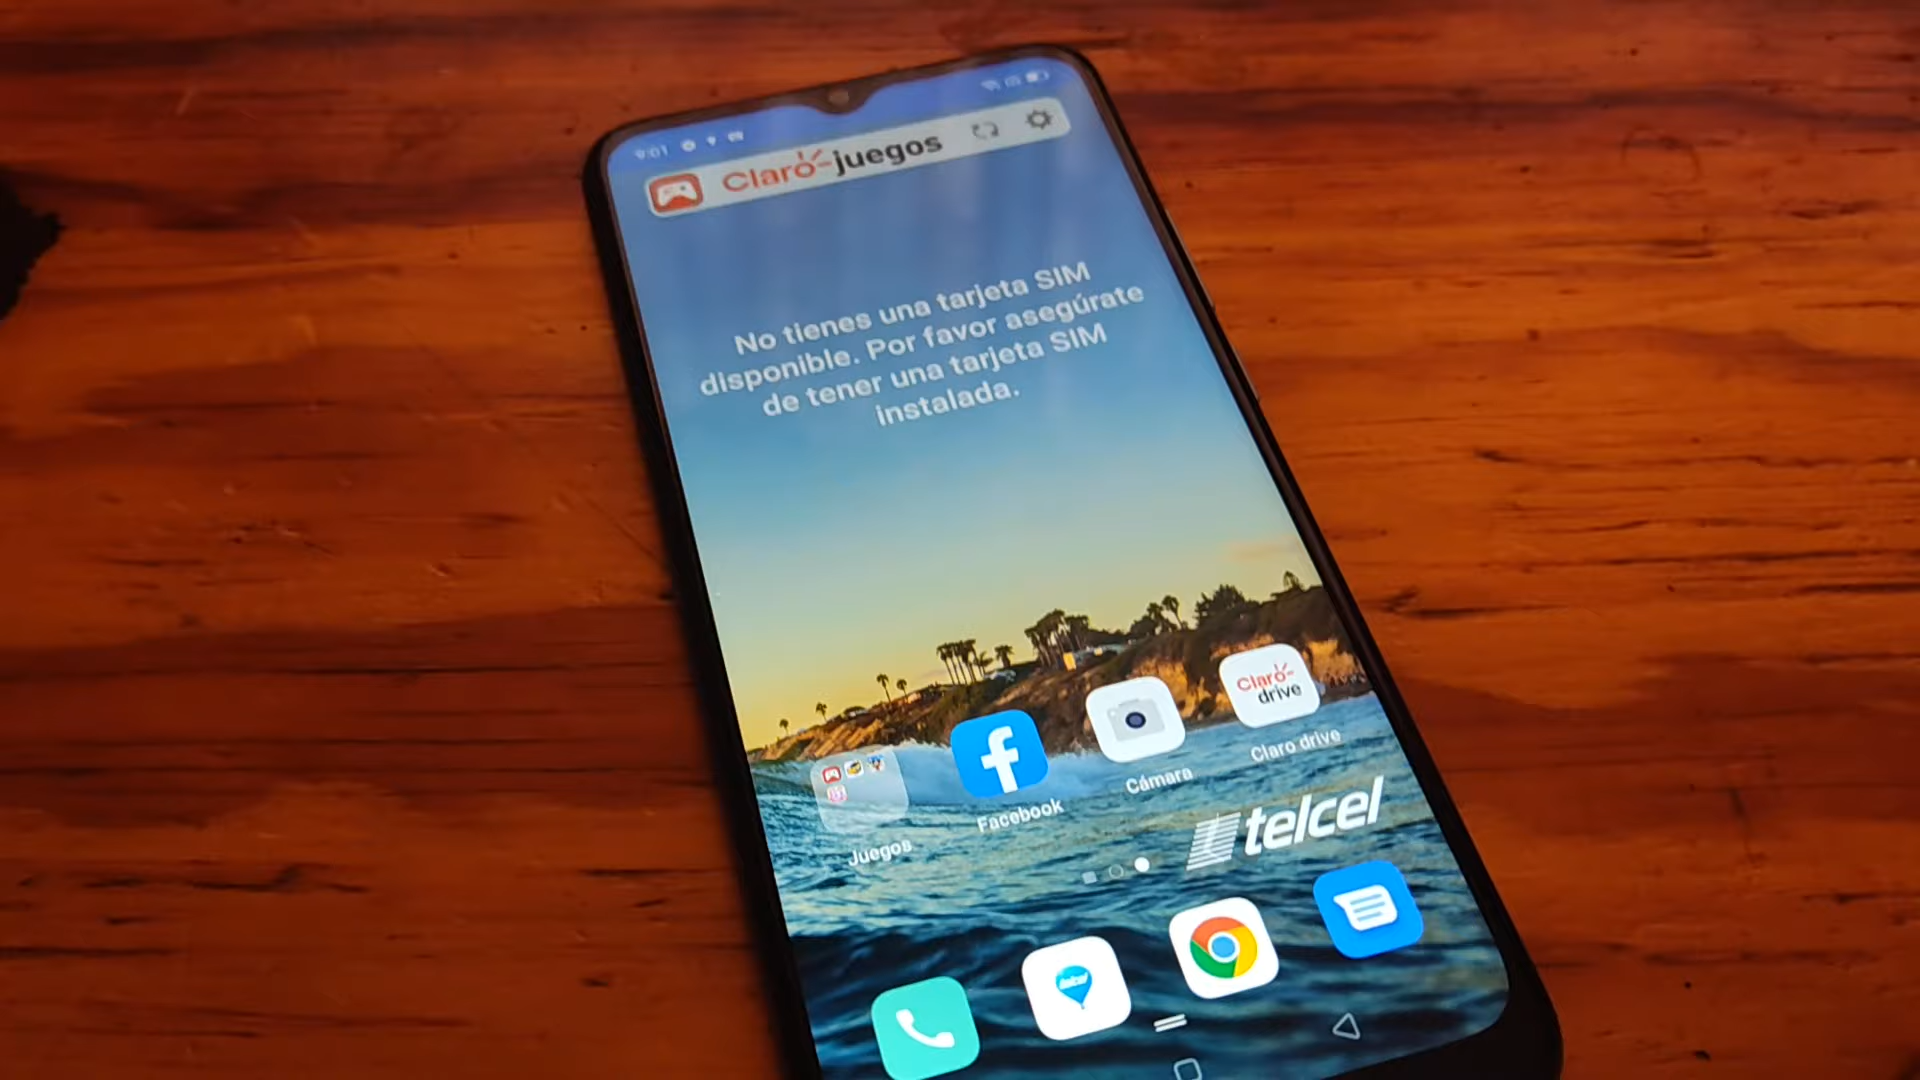 9:01
Claro-juegos
No tienes una tarjeta SIM
disponible. Por favor asegúrate
de tener una tarjeta SIM
instalada.
Juegos
Facebook
Cámara
Claro-
drive
Claro drive
telcel
telcel